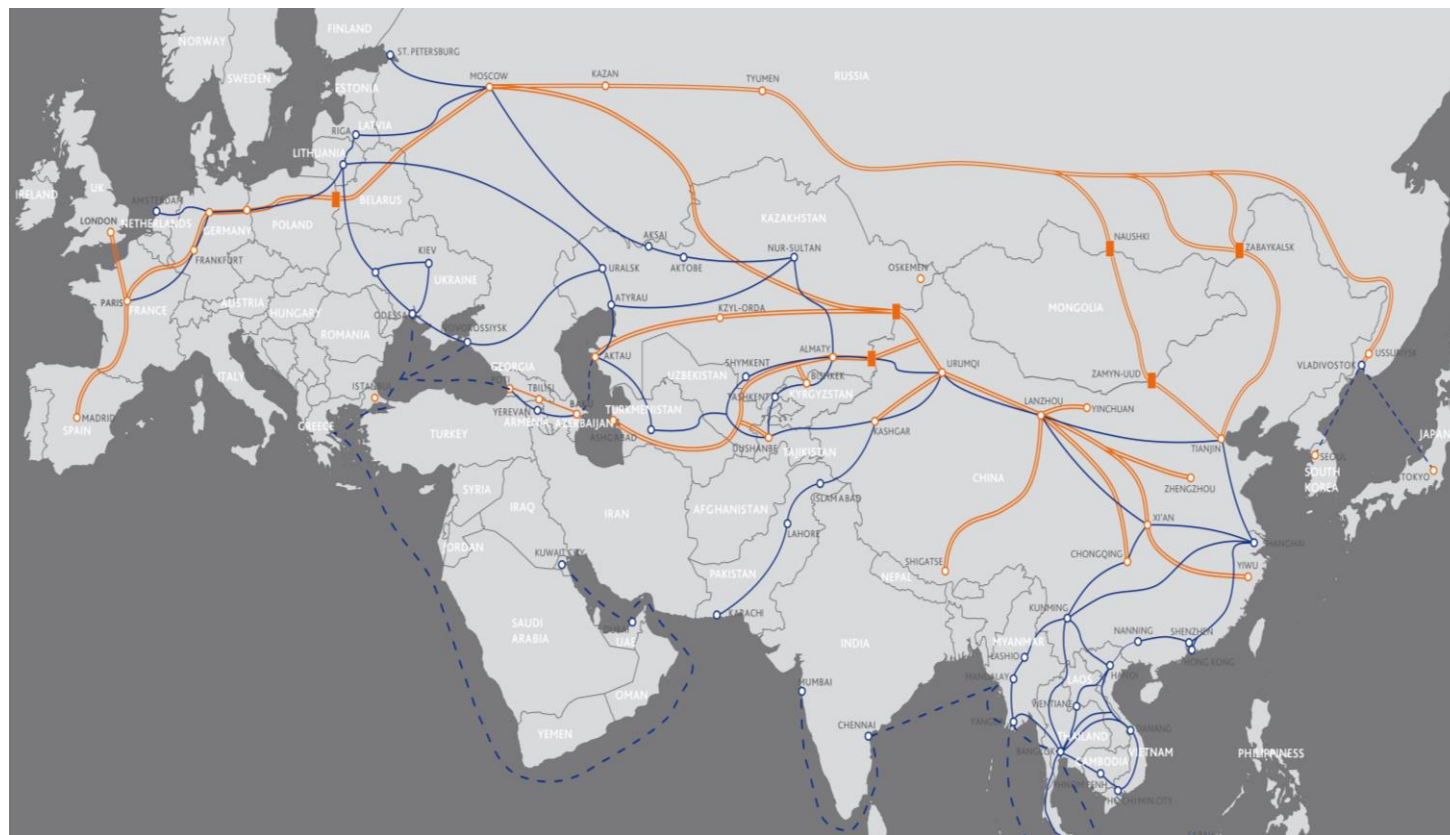 NORWAY
FINLAND
SWEDEN
ST. PETERSBURG
ESTONIA
MOSCOW
KAZAN
TYUMEN
RUSSIA
RIGA
LATVIA
LITHUANIA
IRELAND
UK
AMSTERDAM
BELARUS
LONDON
NETHERLANDS
GERMANY
POLAND
KAZAKHSTAN
AKSAI
NUR-SULTAN
AKTOBE
NAUSHKI
ZABAYKALSK
FRANKFURT
KIEV
UKRAINE
URALSK
OSKEMEN
PARIS
FRANCE
AUSTRIA
HUNGARY
ATYRAU
MONGOLIA
ROMANIA
ODESSA
KZYL-ORDA
NOVOROSSIYSK
ITALY
GEORGIA
AKTAU
SHYMKENT
ALMATY
URUMQI
USSURIYSK
VLADIVOSTOK
POTI
TBILISI
UZBEKISTAN
BISHKEK
ZAMYN-UUD
ISTANBUL
BAKU
TASHKENT
KYRGYZSTAN
LANZHOU
YINCHUAN
MADRID
SPAIN
YEREVAN
ARMENIA
AZERBAIJAN
TURKMENISTAN
GREECE
TURKEY
ASHGABAD
DUSHANBE
KASHGAR
TAJIKISTAN
TIANJIN
JAPAN
SEOUL
SOUTH
KOREA
TOKYO
SYRIA
IRAQ
IRAN
AFGHANISTAN
ISLAMABAD
CHINA
ZHENGZHOU
LAHORE
XI'AN
JORDAN
KUWAIT CITY
SHANGHAI
CHONGQING
SHIGATSE
YIWU
PAKISTAN
NEPAL
KARACHI
SAUDI
ARABIA
DUBAI
UAE
KUNMING
INDIA
MYANMAR
NANNING
SHENZHEN
LASHIO
HONG KONG
MANDALAY
LAOS
HANOI
MUMBAI
OMAN
VIENTIANE
YEMEN
CHENNAI
YANGON
DANANG
THAILAND
BANGKOK
VIETNAM
PHILIPPINESS
CAMBODIA
PHNOM PENH
HO CHI MIN CITY